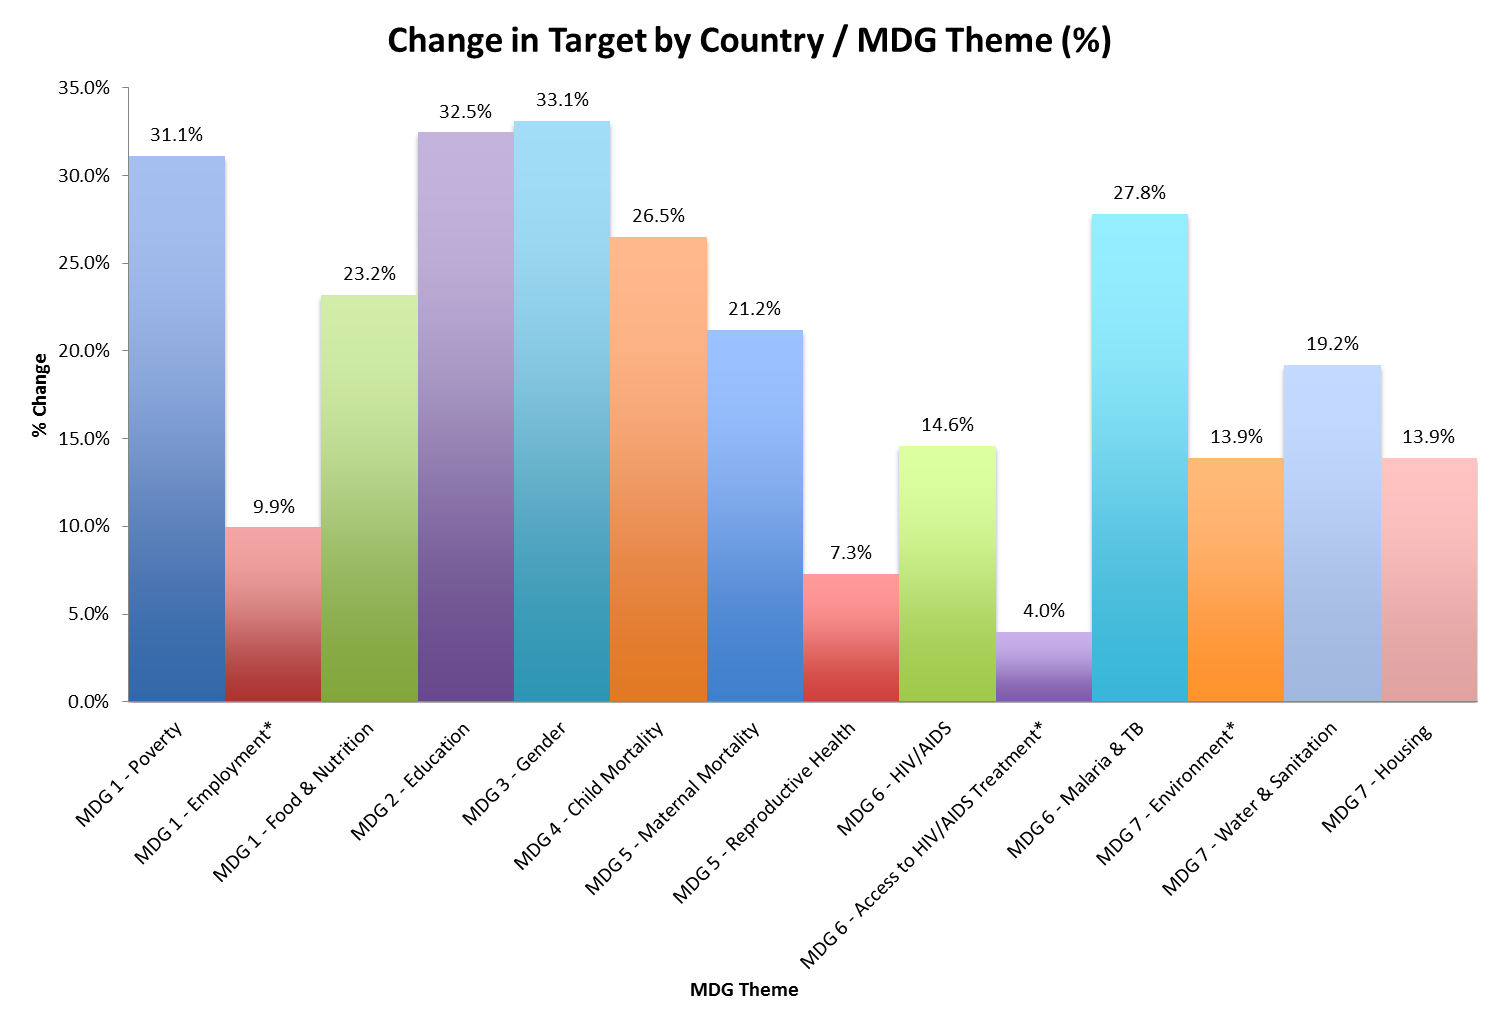 Change in Target by Country / MDG Theme (%)
35.0%
30.0%
25.0%
20.0%
15.0%
10.0%
5.0%
0.0%
% Change
31.1%
9.9%
23.2%
32.5%
33.1%
26.5%
21.2%
7.3%
14.6%
4.0%
27.8%
13.9%
19.2%
13.9%
MDG 1 - Poverty
MDG 1 - Employment*
MDG 1 - Food & Nutrition
MDG 2 - Education
MDG 3 - Gender
MDG 4 - Child Mortality
MDG 5 - Maternal Mortality
MDG 5 - Reproductive Health
MDG 6 - HIV//AIDS
MDG 6 - Access to HIV//AIDS Treatment*
MDG 6 - Malaria & TB
MDG 7 - Environment*
MDG 7 - Water & Sanitation
MDG 7 - Housing
MDG Theme